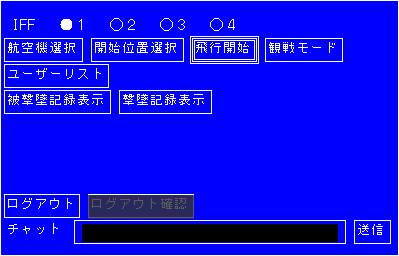 IFF 1 2 3 4
航空機選択 開始位置選択 飛行開始 観戦モード
ユーザーリスト
被撃墜記録表示 撃墜記録表示
ログアウト ログアウト確認
チャット 送信